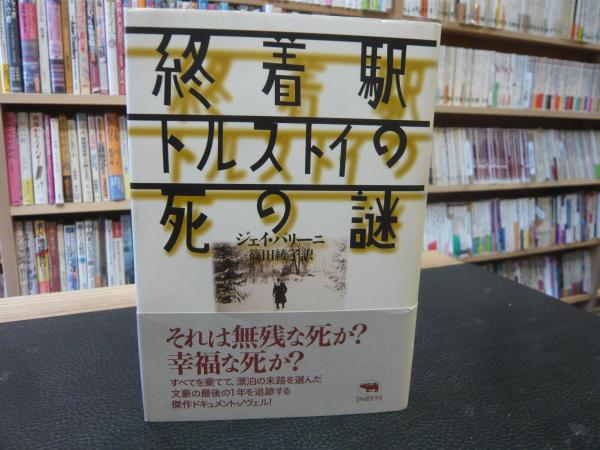 終着駅
トルストイの
死の謎
ジェイ・パリーニ
篠田綾子訳
それは無残な死か?
幸福な死か?
すべてを棄てて、漂泊の末路を選んだ
文豪の最後の1年を追跡する
傑作ドキュメント・ノヴェル!
【外国文学】